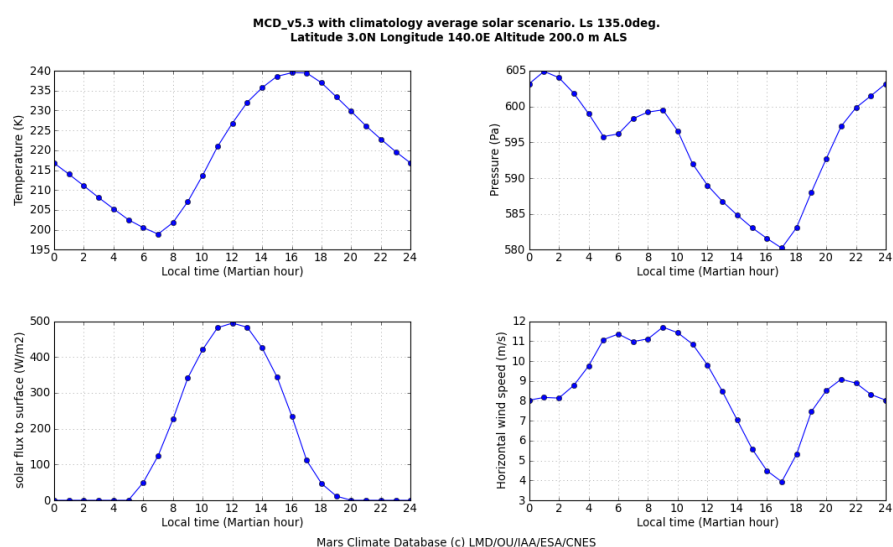 MCD_v5.3 with climatology average solar scenario. Ls 135.0deg.
Latitude 3.0N Longitude 140.0E Altitude 200.0 m ALS
Temperature (K)
240
235
230
225
220
215
210
205
200
195
0 2 4 6 8 10 12 14 16 18 20 22 24
Local time (Martian hour)
Pressure (Pa)
605
600
595
590
585
580
0 2 4 6 8 10 12 14 16 18 20 22 24
Local time (Martian hour)
solar flux to surface (W/m2)
500
400
300
200
100
0
0 2 4 6 8 10 12 14 16 18 20 22 24
Local time (Martian hour)
Horizontal wind speed (m/s)
12
11
10
9
8
7
6
5
4
3
0 2 4 6 8 10 12 14 16 18 20 22 24
Local time (Martian hour)
Mars Climate Database (c) LMD/OU/IAA/ESA/CNES